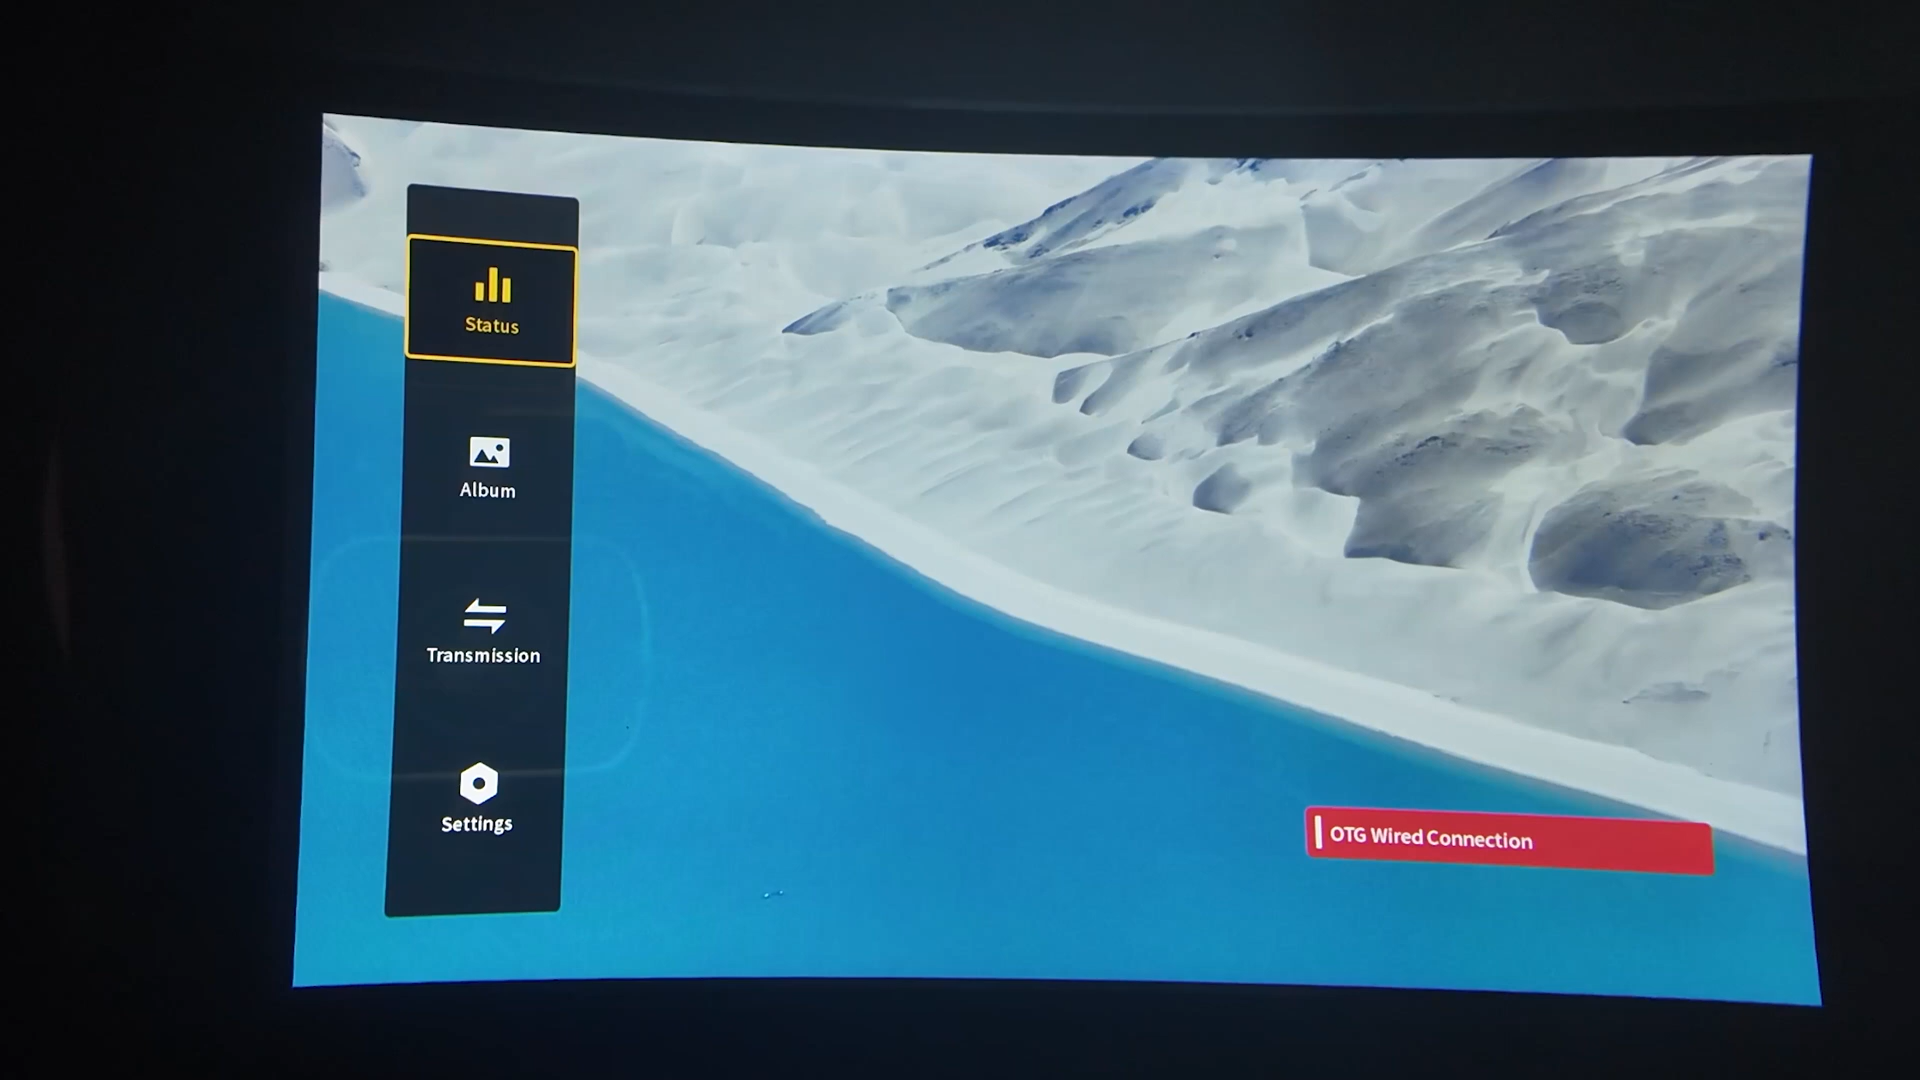 Status
Album
Transmission
Settings
OTG Wired Connection